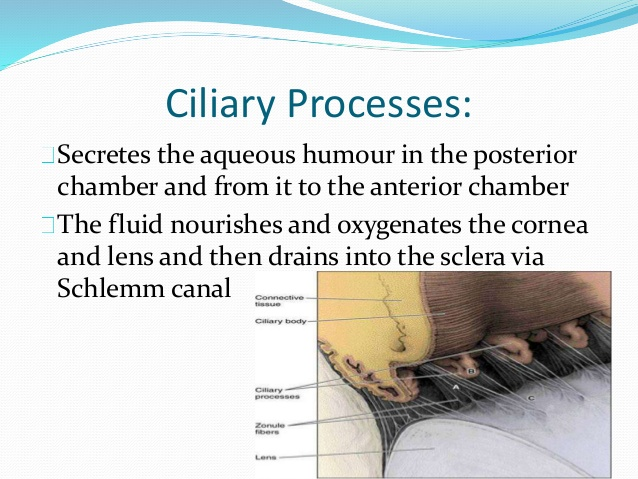 Ciliary Processes:
Secretes the aqueous humour in the posterior
chamber and from it to the anterior chamber
The fluid nourishes and oxygenates the cornea
and lens and then drains into the sclera via
Schlemm canal
Connective
tissue
Ciliary body
Ciliary
processes
Zonule
fibers
Lens
B
A
C